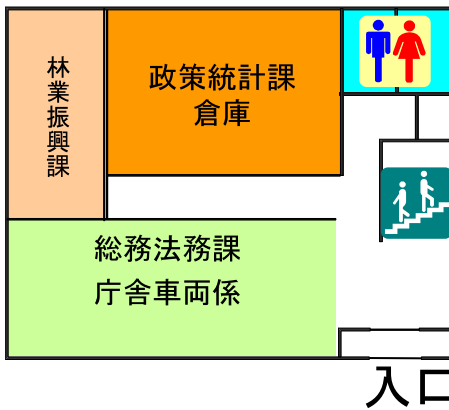 林業振興課
政策統計課
倉庫
総務法務課
庁舎車両係
入口